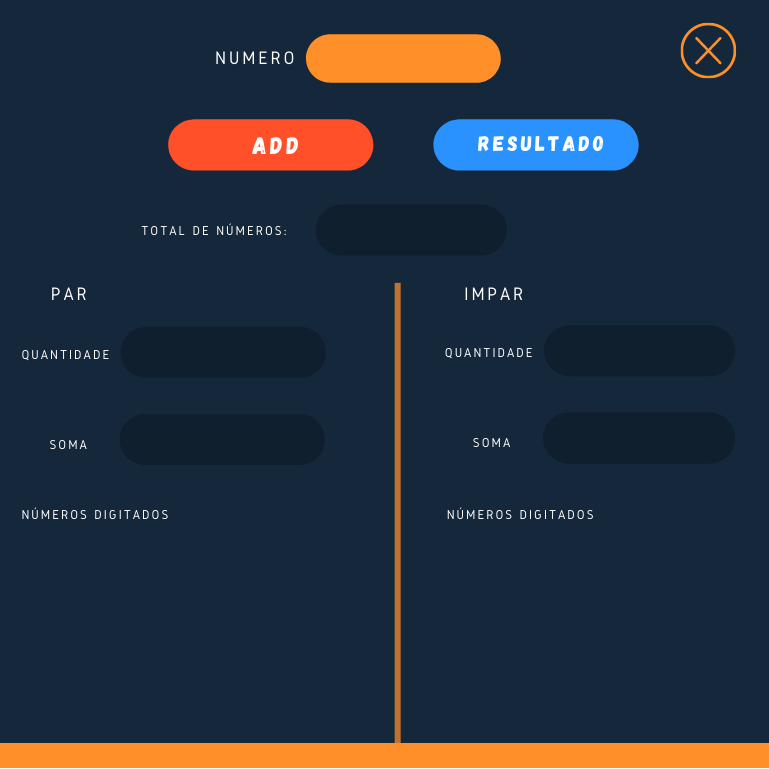 NUMERO
ADD
RESULTADO
TOTAL DE NÚMEROS:
PAR
IMPAR
QUANTIDADE
QUANTIDADE
SOMA
SOMA
NÚMEROS DIGITADOS
NÚMEROS DIGITADOS